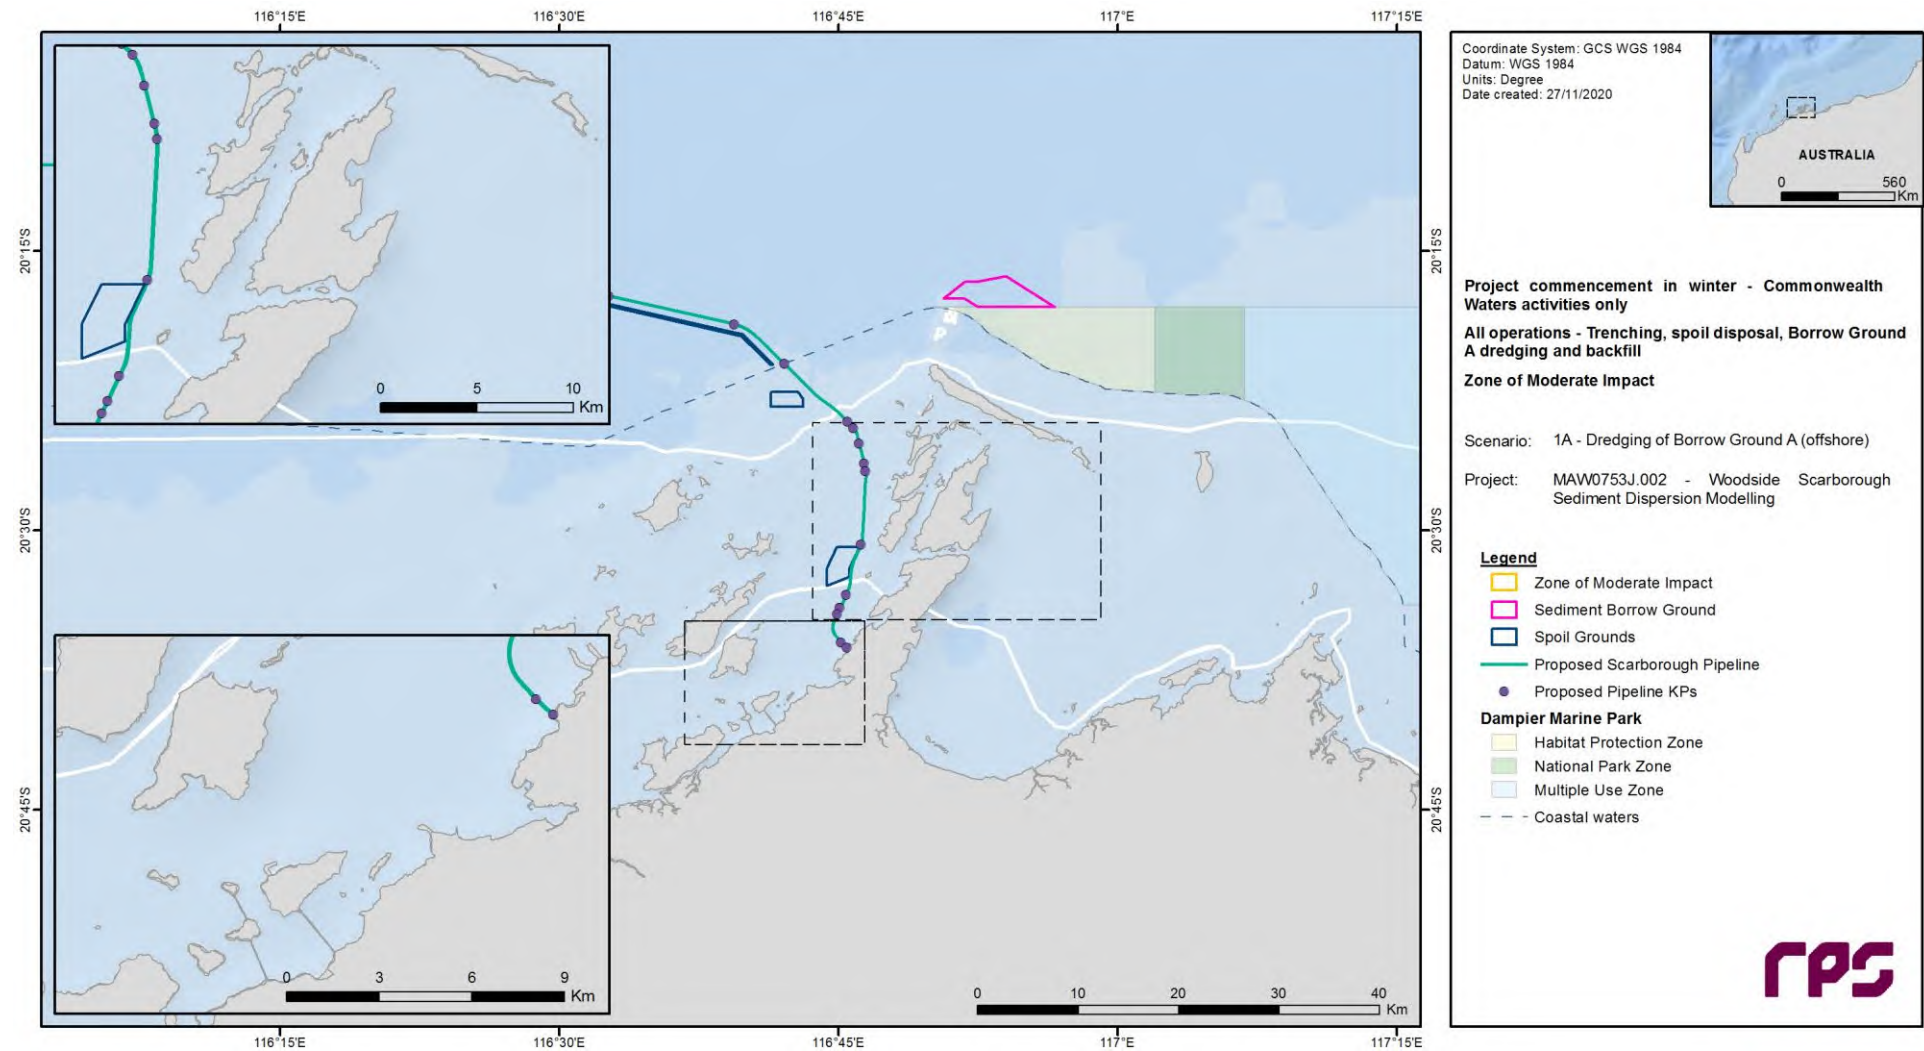 116°15'E 116°30'E 116°45'E 117°E 117°15'E
20°15'S
20°30'S
20°45'S
0 5 10
Km
0 3 6 9
Km
0 10 20 30 40
Km
20°15'S
20°30'S
20°45'S
116°15'E 116°30'E 116°45'E 117°E 117°15'E
Coordinate System: GCS WGS 1984
Datum: WGS 1984
Units: Degree
Date created: 27/11/2020
AUSTRALIA
0 560
Km
Project commencement in winter - Commonwealth
Waters activities only
All operations - Trenching, spoil disposal, Borrow Ground
A dredging and backfill
Zone of Moderate Impact
Scenario: 1A - Dredging of Borrow Ground A (offshore)
Project: MAW0753J.002 - Woodside Scarborough
Sediment Dispersion Modelling
Legend
Zone of Moderate Impact
Sediment Borrow Ground
Spoil Grounds
Proposed Scarborough Pipeline
Proposed Pipeline KPs
Dampier Marine Park
Habitat Protection Zone
National Park Zone
Multiple Use Zone
Coastal waters
rps